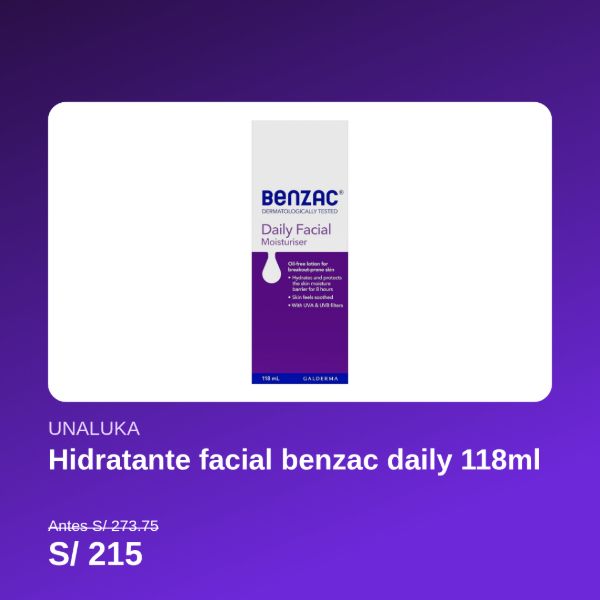 BENZAC®
DERMATOLOGICALLY TESTED
Daily Facial
Moisturiser
Oil-free lotion for
breakout-prone skin
• Hydrates and protects
the skin moisture
barrier for 8 hours
• Skin feels soothed
• With UVA & UVB filters
118 mL GALDERMA
UNALUKA
Hidratante facial benzac daily 118ml
Antes S/ 273.75
S/ 215